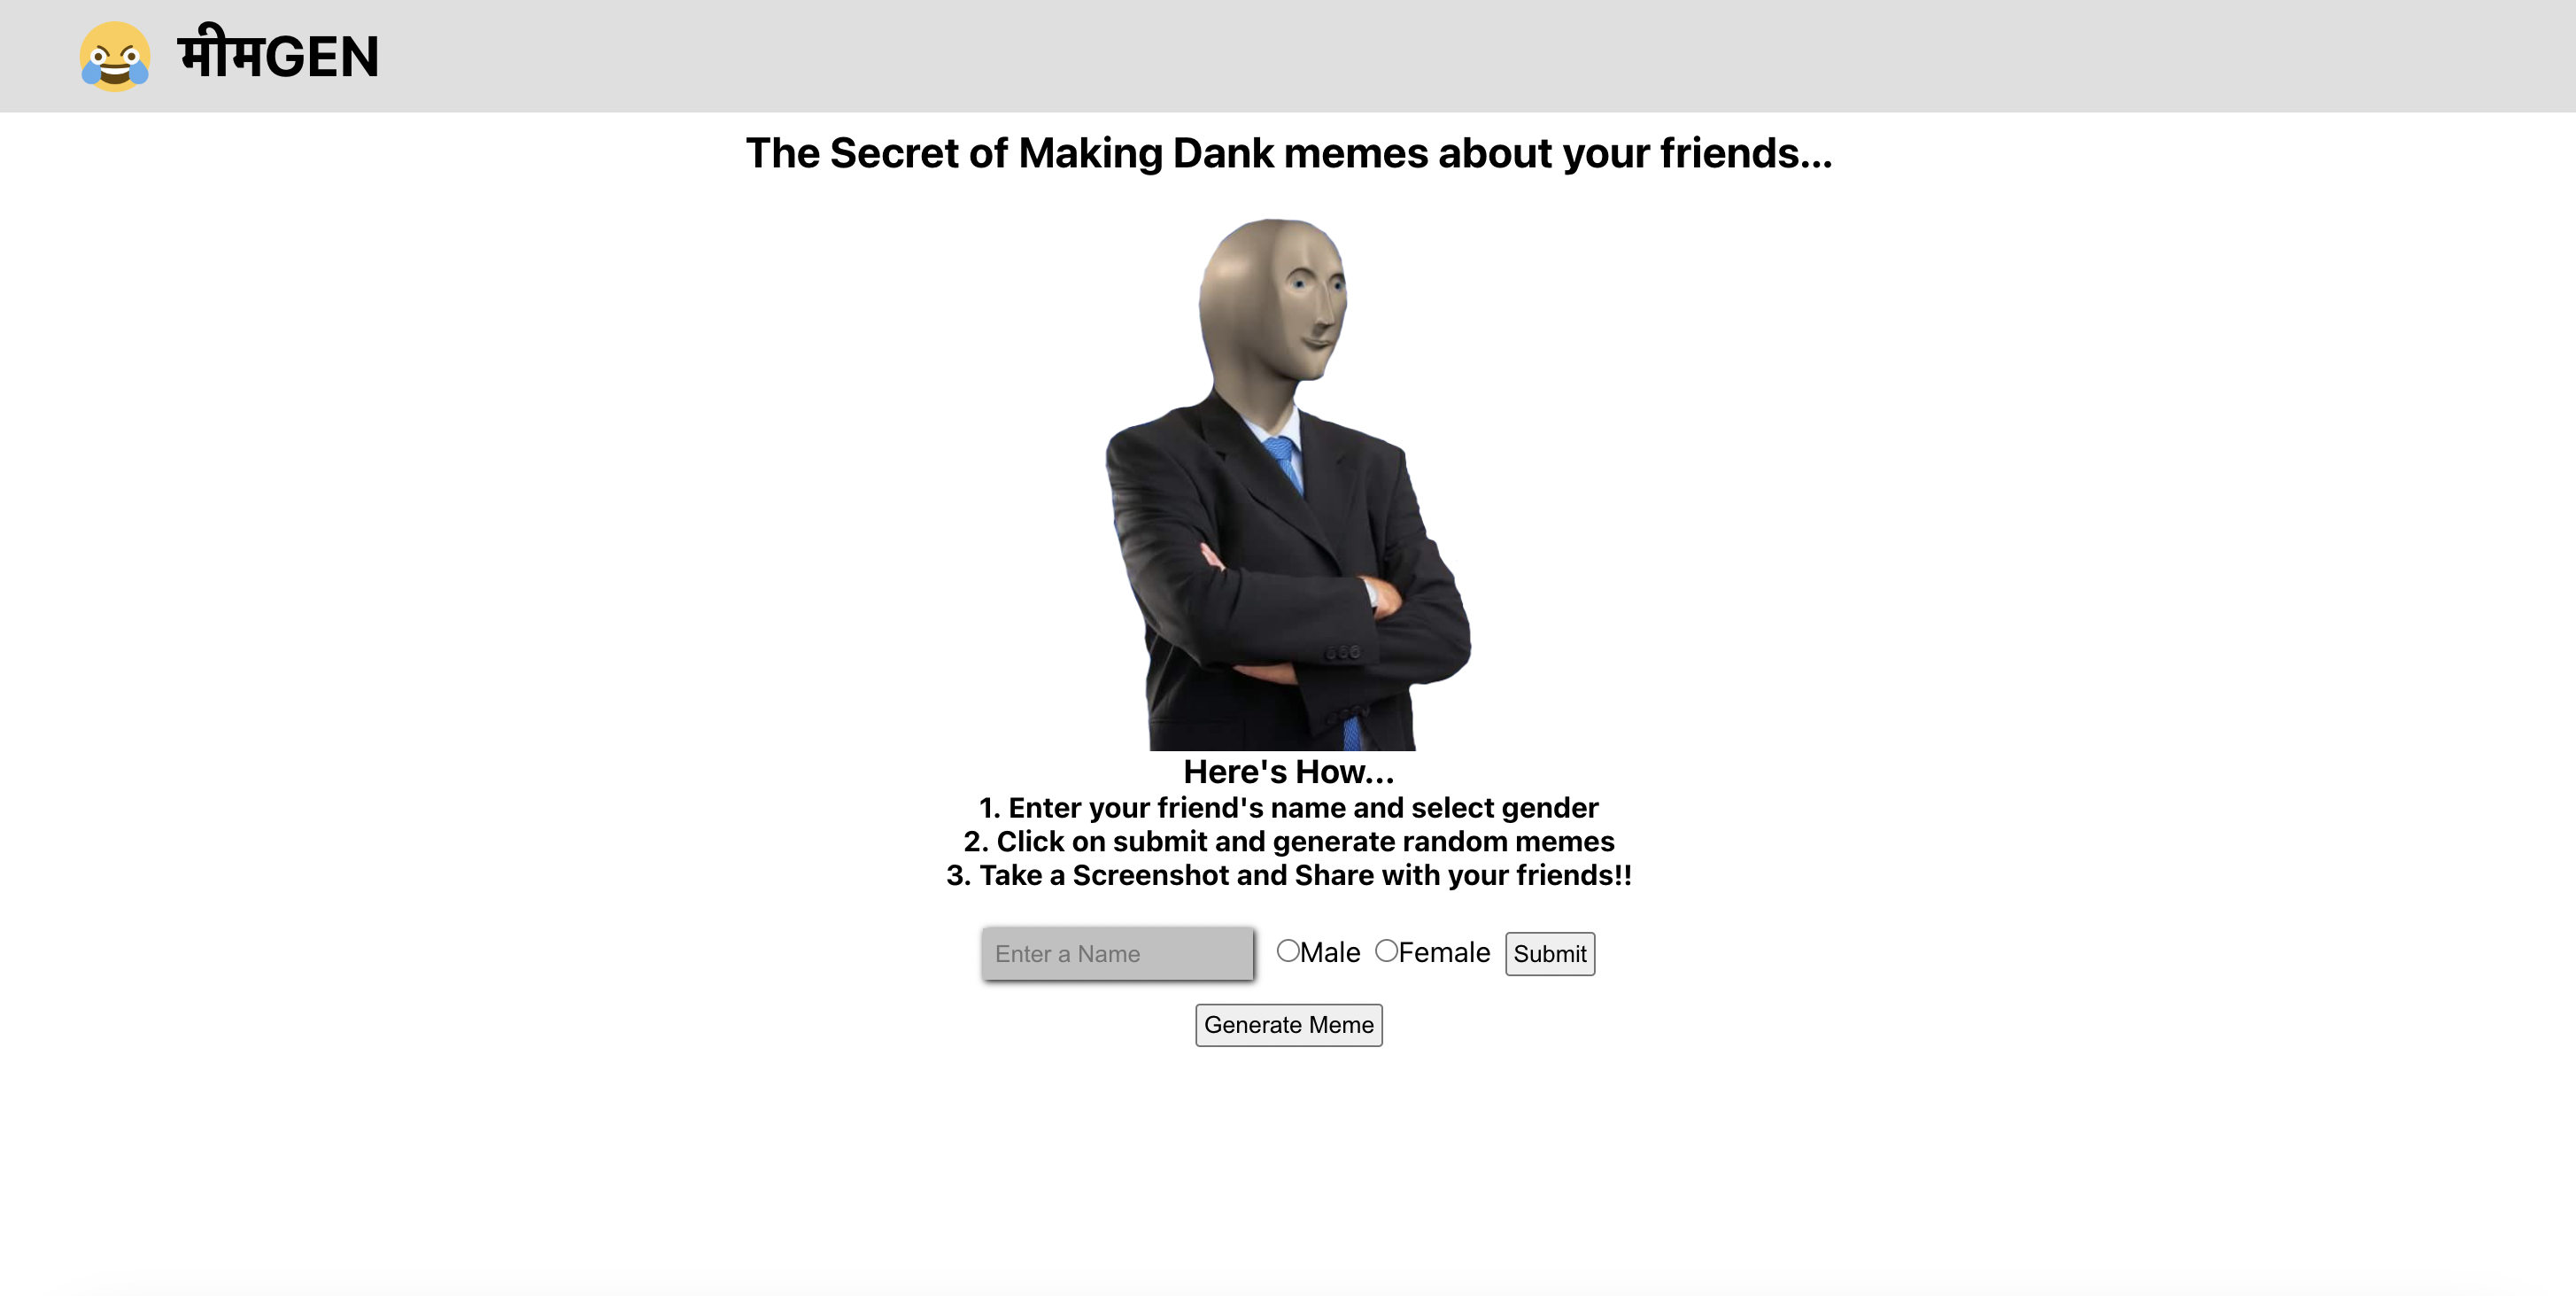 मीमGEN
The Secret of Making Dank memes about your friends...
Here's How...
1. Enter your friend's name and select gender
2. Click on submit and generate random memes
3. Take a Screenshot and Share with your friends!!
Enter a Name Male Female Submit
Generate Meme